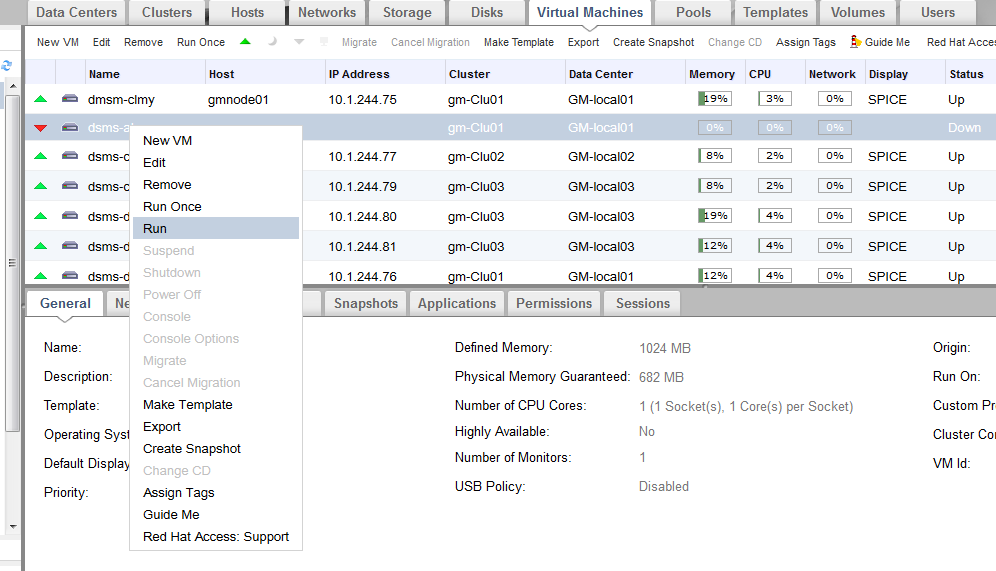 Data Centers Clusters Hosts Networks Storage Disks Virtual Machines Pools Templates Volumes Users
New VM Edit Remove Run Once Migrate Cancel Migration Make Template Export Create Snapshot Change CD Assign Tags Guide Me Red Hat Acces
Name Host IP Address Cluster Data Center Memory CPU Network Display Status
dmsm-clmy gmnode01 10.1.244.75 gm-Clu01 GM-local01 19% 3% 0% SPICE Up
gm-Clu01 GM-local01 0% 0% 0% Down
10.1.244.77 gm-Clu02 GM-local02 8% 2% 0% SPICE Up
10.1.244.79 gm-Clu03 GM-local03 8% 2% 0% SPICE Up
dsms-d 10.1.244.80 gm-Clu03 GM-local03 19% 4% 0% SPICE Up
dsms-d 10.1.244.81 gm-Clu03 GM-local03 12% 4% 0% SPICE Up
dsms-d 10.1.244.76 gm-Clu01 GM-local01 12% 4% 0% SPICE Up
New VM
Edit
Remove
Run Once
Run
Suspend
Shutdown
Power Off
Console
Console Options
Migrate
Cancel Migration
Make Template
Export
Create Snapshot
Change CD
Assign Tags
Guide Me
Red Hat Access: Support
General Ne Snapshots Applications Permissions Sessions
Name: Defined Memory: 1024 MB Origin:
Description: Physical Memory Guaranteed: 682 MB Run On:
Template: Number of CPU Cores: 1 (1 Socket(s), 1 Core(s) per Socket) Custom Pr
Operating Syst Highly Available: No Cluster Co
Default Display Number of Monitors: 1 VM Id:
Priority: USB Policy: Disabled